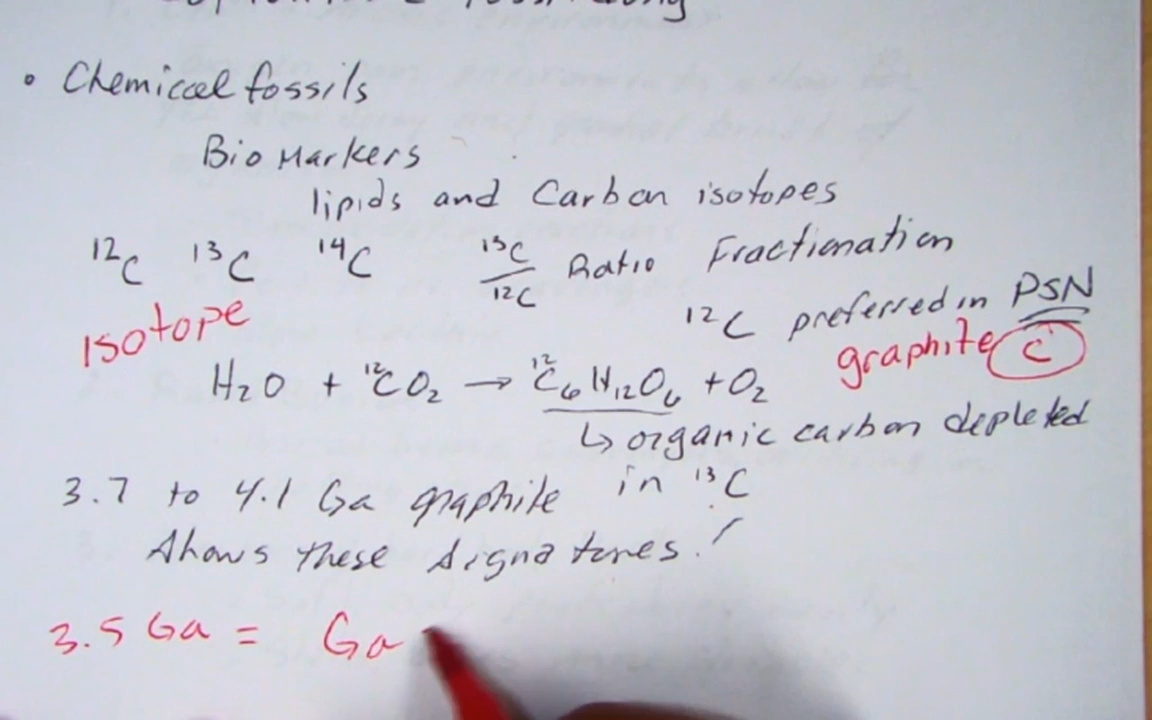 • Chemical fossils
Bio Markers
lipids and Carbon isotopes
¹²C ¹³C ¹⁴C ¹³C/¹²C Ratio Fractionation
isotope ¹²C preferred in PSN
graphite C
H₂O + ¹²CO₂ → ¹²C₆H₁₂O₆ + O₂
↳ organic carbon depleted
in ¹³C
3.7 to 4.1 Ga graphite
Shows these signatures!
3.5 Ga = Ga